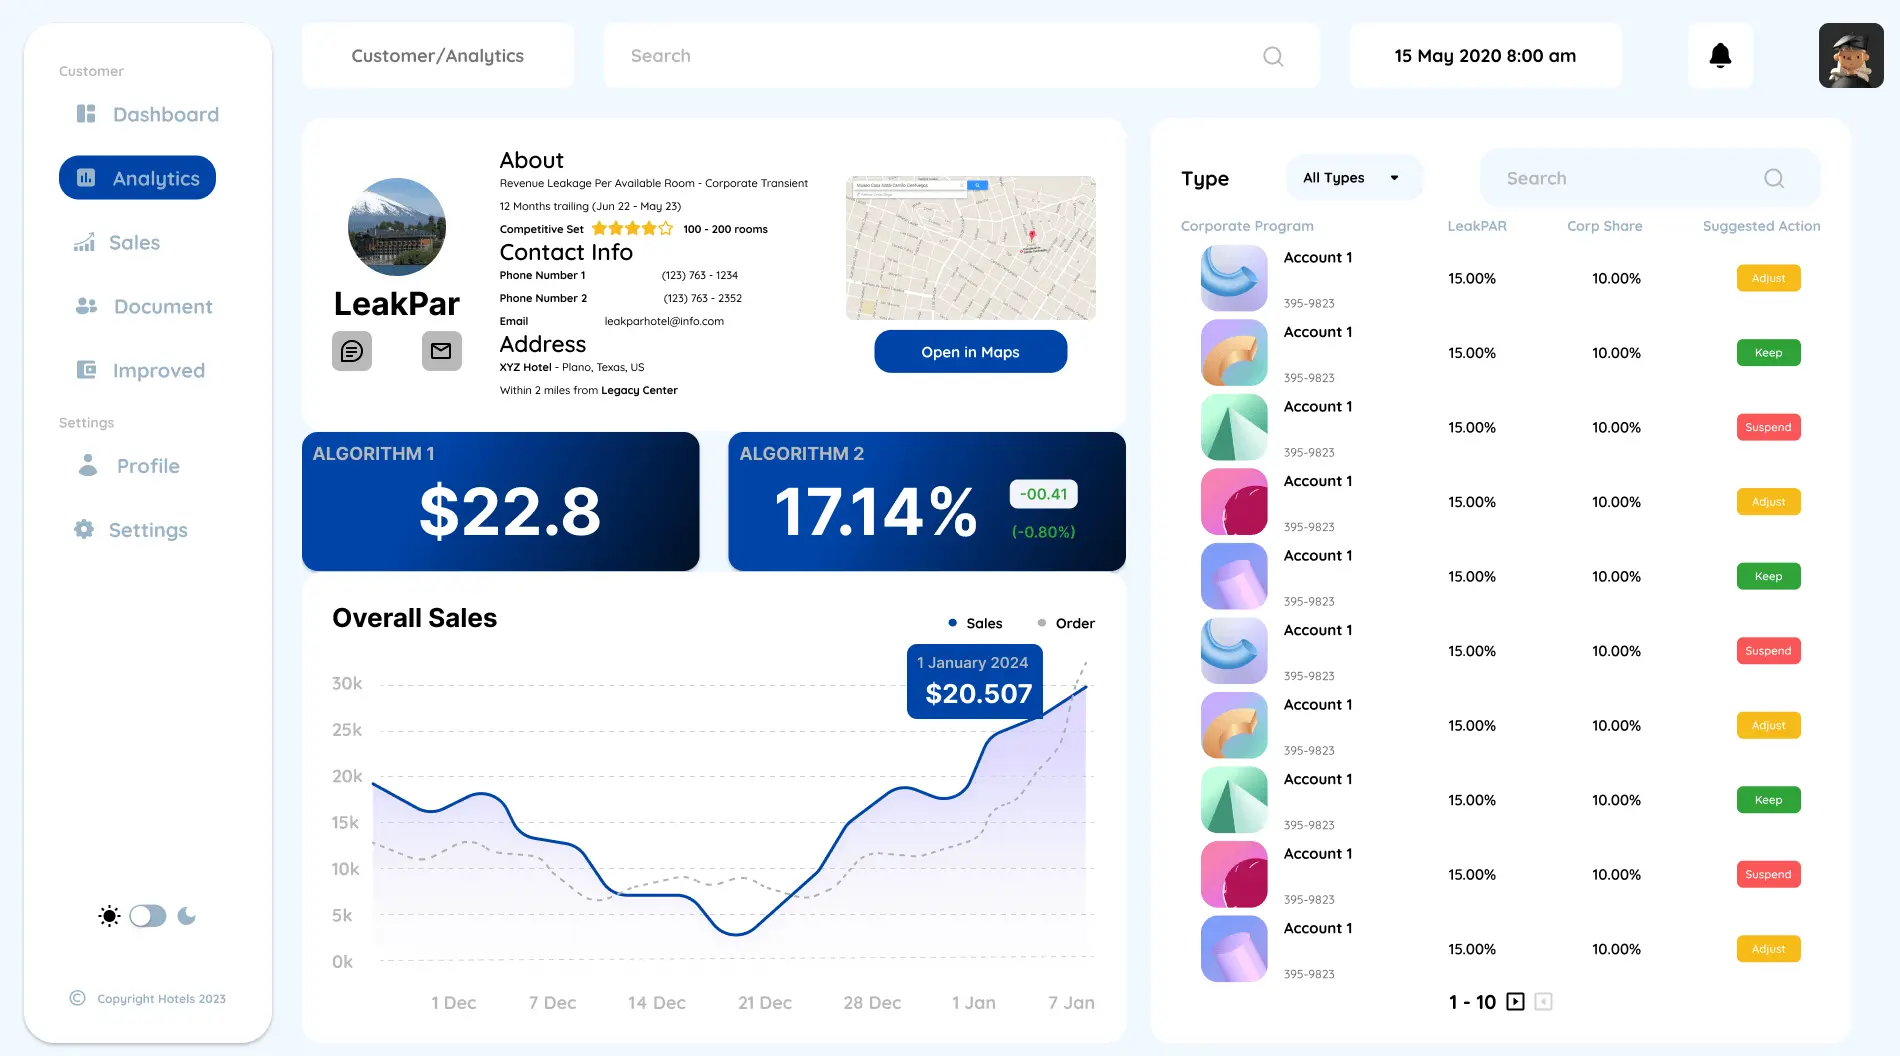 Customer
Dashboard
Analytics
Sales
Document
Improved
Settings
Profile
Settings
© Copyright Hotels 2023
Customer/Analytics
Search
15 May 2020 8:00 am
LeakPar
About
Revenue Leakage Per Available Room - Corporate Transient
12 Months trailing (Jun 22 - May 23)
Competitive Set 100 - 200 rooms
Contact Info
Phone Number 1 (123) 763 - 1234
Phone Number 2 (123) 763 - 2352
Email leakparhotel@info.com
Address
XYZ Hotel - Plano, Texas, US
Within 2 miles from Legacy Center
Open in Maps
ALGORITHM 1
$22.8
ALGORITHM 2
17.14%
-00.41
(-0.80%)
Overall Sales
Sales Order
1 January 2024
$20.507
30k
25k
20k
15k
10k
5k
0k
1 Dec 7 Dec 14 Dec 21 Dec 28 Dec 1 Jan 7 Jan
Type
All Types
Search
Corporate Program LeakPAR Corp Share Suggested Action
Account 1
15.00% 10.00% Adjust
395-9823
Account 1
15.00% 10.00% Keep
395-9823
Account 1
15.00% 10.00% Suspend
395-9823
Account 1
15.00% 10.00% Adjust
395-9823
Account 1
15.00% 10.00% Keep
395-9823
Account 1
15.00% 10.00% Suspend
395-9823
Account 1
15.00% 10.00% Adjust
395-9823
Account 1
15.00% 10.00% Keep
395-9823
Account 1
15.00% 10.00% Suspend
395-9823
Account 1
15.00% 10.00% Adjust
395-9823
1 - 10